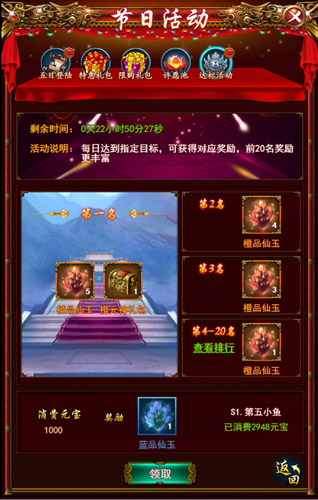 节日活动
五日登陆 特惠礼包 限购礼包 许愿池 达标活动
剩余时间： 0天22小时50分27秒
活动说明： 每日达到指定目标，可获得对应奖励，前20名奖励
更丰富
第一名
5
橙品仙玉
第2名
4
橙品仙玉
第3名
3
橙品仙玉
第4-20名
查看排行
1
橙品仙玉
消费元宝
1000
奖励
1
蓝品仙玉
S1. 第五小鱼
已消费2948元宝
领取
返回